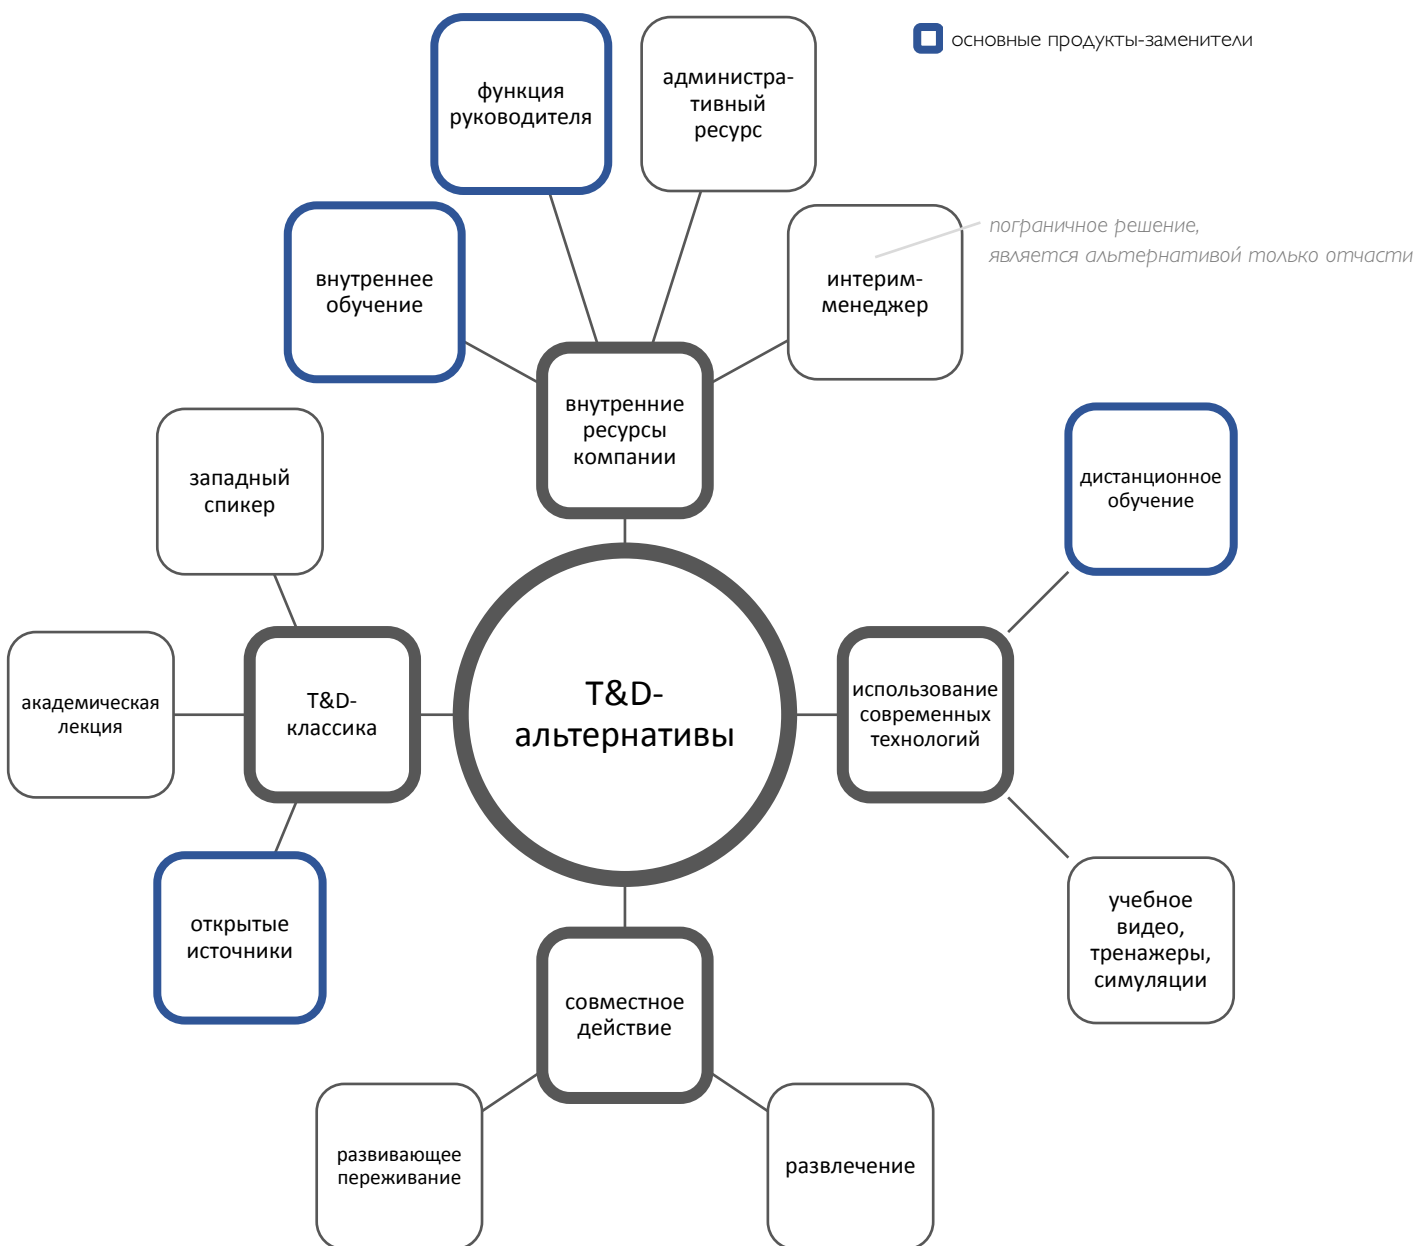 основные продукты-заменители
функция
руководителя
администра-
тивный
ресурс
пограничное решение,
является альтернативой только отчасти
внутреннее
обучение
интерим-
менеджер
внутренние
ресурсы
компании
западный
спикер
дистанционное
обучение
академическая
лекция
T&D-
классика
T&D-
альтернативы
использование
современных
технологий
открытые
источники
учебное
видео,
тренажеры,
симуляции
совместное
действие
развивающее
переживание
развлечение